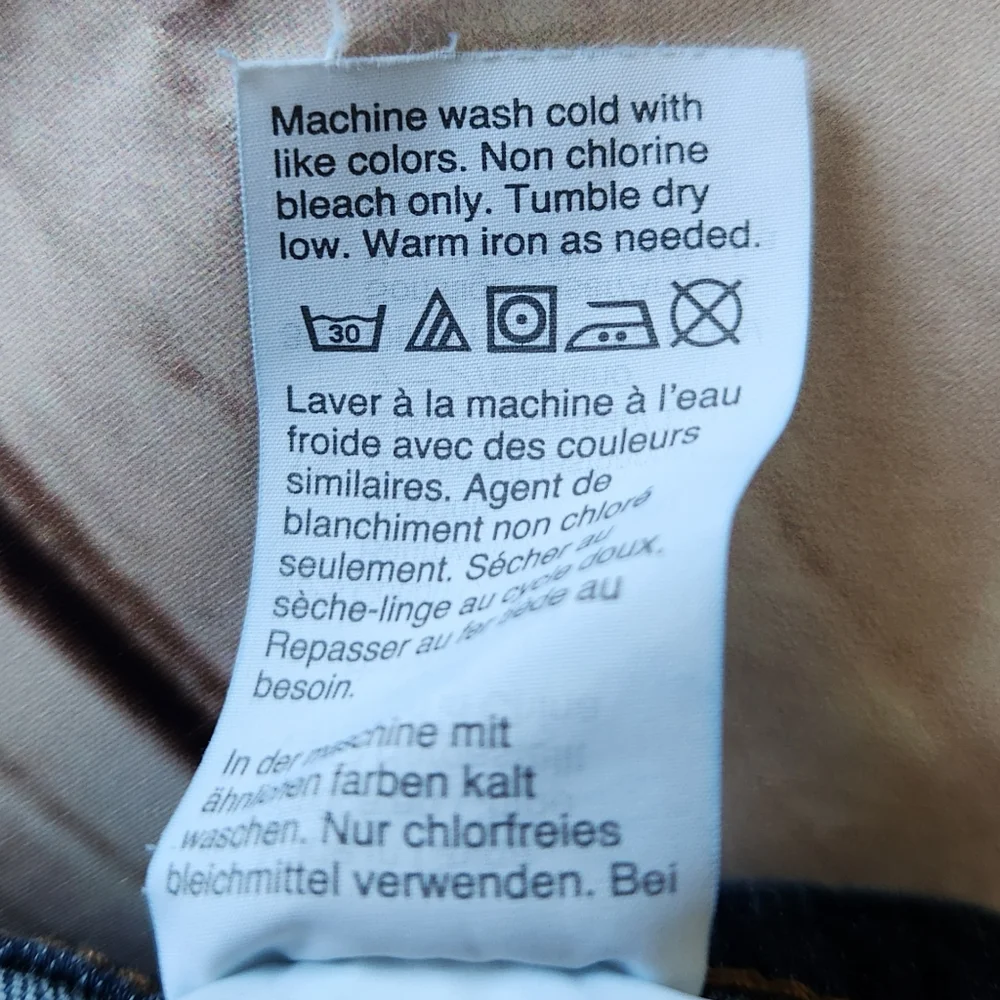 Machine wash cold with
like colors. Non chlorine
bleach only. Tumble dry
low. Warm iron as needed.
30
Laver à la machine à l'eau
froide avec des couleurs
similaires. Agent de
blanchiment non chloré
seulement. Sécher au
sèche-linge au cycle doux.
Repasser au fer tiède au
besoin.
In der maschine mit
ähnlichen farben kalt
waschen. Nur chlorfreies
bleichmittel verwenden. Bei